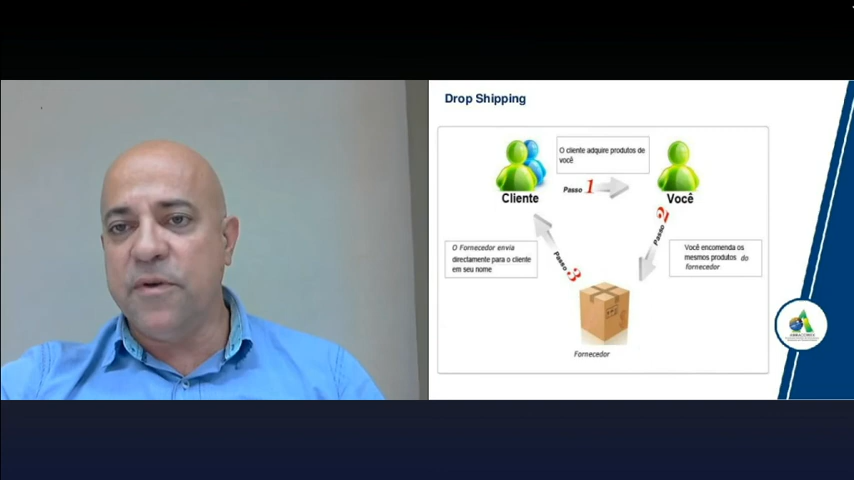 Drop Shipping
O cliente adquire produtos de
você
Passo 1
Cliente
Você
Passo 2
O Fornecedor envia
directamente para o cliente
em seu nome
Passo 3
Você encomenda os
mesmos produtos do
fornecedor
Fornecedor